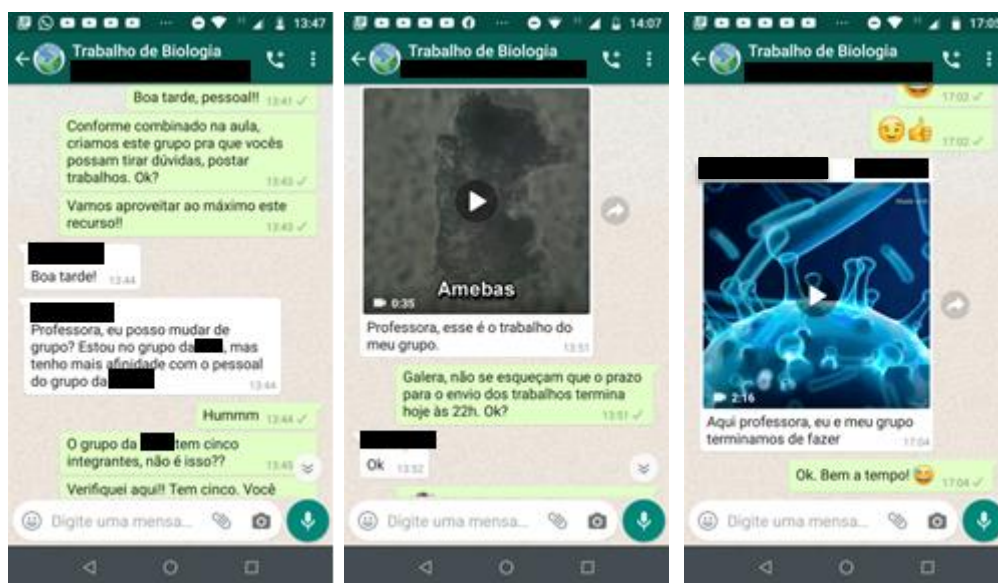 13:47
Trabalho de Biologia
Boa tarde, pessoal!! 13:41
Conforme combinado na aula,
criamos este grupo pra que vocês
possam tirar dúvidas, postar
trabalhos. Ok? 13:43
Vamos aproveitar ao máximo este
recurso!! 13:43
Boa tarde! 13:44
Professora, eu posso mudar de
grupo? Estou no grupo da , mas
tenho mais afinidade com o pessoal
do grupo da 13:44
Hummm 13:44
O grupo da tem cinco
integrantes, não é isso?? 13:45
Verifiquei aqui!! Tem cinco. Você
Digite uma mensa...
14:07
Trabalho de Biologia
Amebas
0:35
Professora, esse é o trabalho do
meu grupo. 13:51
Galera, não se esqueçam que o prazo
para o envio dos trabalhos termina
hoje às 22h. Ok? 13:51
Ok 13:52
Digite uma mensa...
17:05
Trabalho de Biologia
17:02
17:02
2:16
Aqui professora, eu e meu grupo
terminamos de fazer 17:04
Ok. Bem a tempo! 17:04
Digite uma mensa...